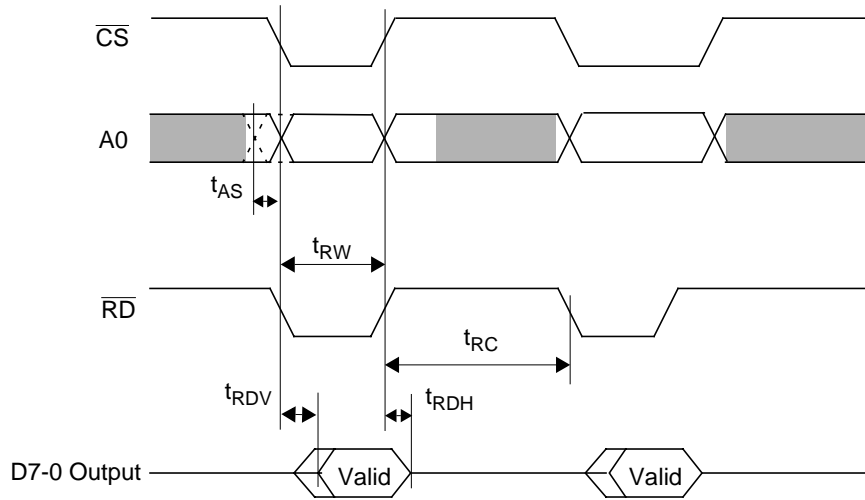 CS
A0
tAS
tRW
RD
tRC
tRDV
tRDH
D7-0 Output
Valid
Valid